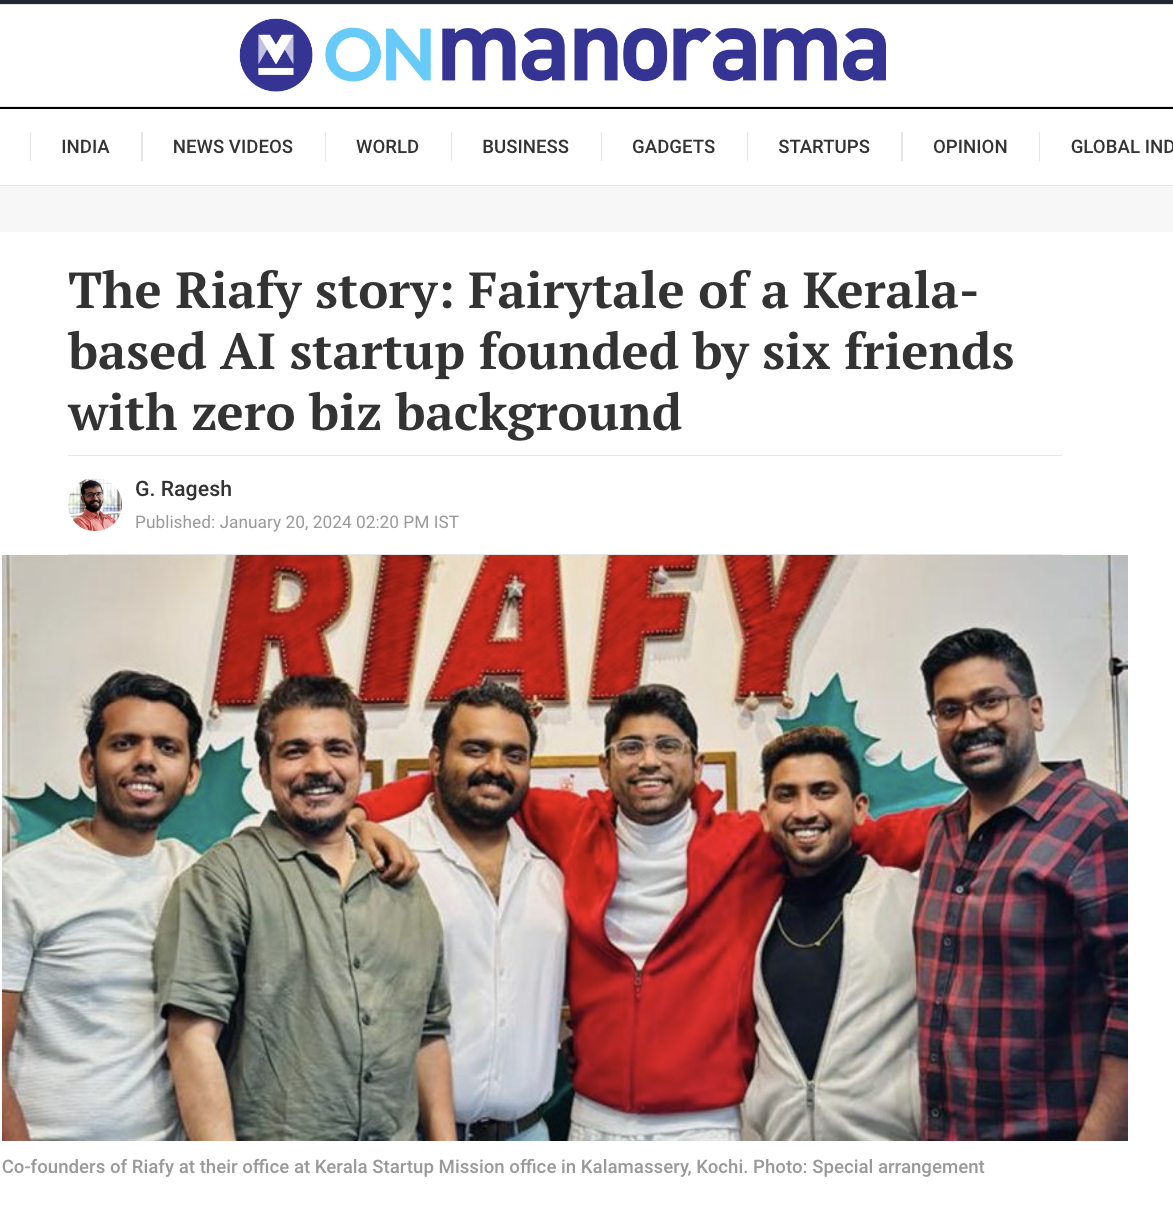 ONmanorama
INDIA
NEWS VIDEOS
WORLD
BUSINESS
GADGETS
STARTUPS
OPINION
GLOBAL IND
The Riafy story: Fairytale of a Kerala-
based AI startup founded by six friends
with zero biz background
G. Ragesh
Published: January 20, 2024 02:20 PM IST
RIAFY
Co-founders of Riafy at their office at Kerala Startup Mission office in Kalamassery, Kochi. Photo: Special arrangement